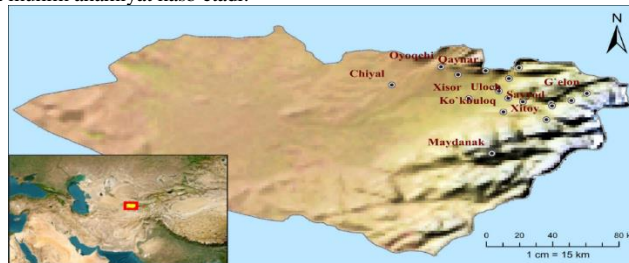 N
Oyoqchi
Qaynar
Chiyal
G`elon
Xisor
Uloch
Sayrod
Ko`kbuloq
Xitoy
Maydanak
0 20 40 60 80
1 cm = 15 km